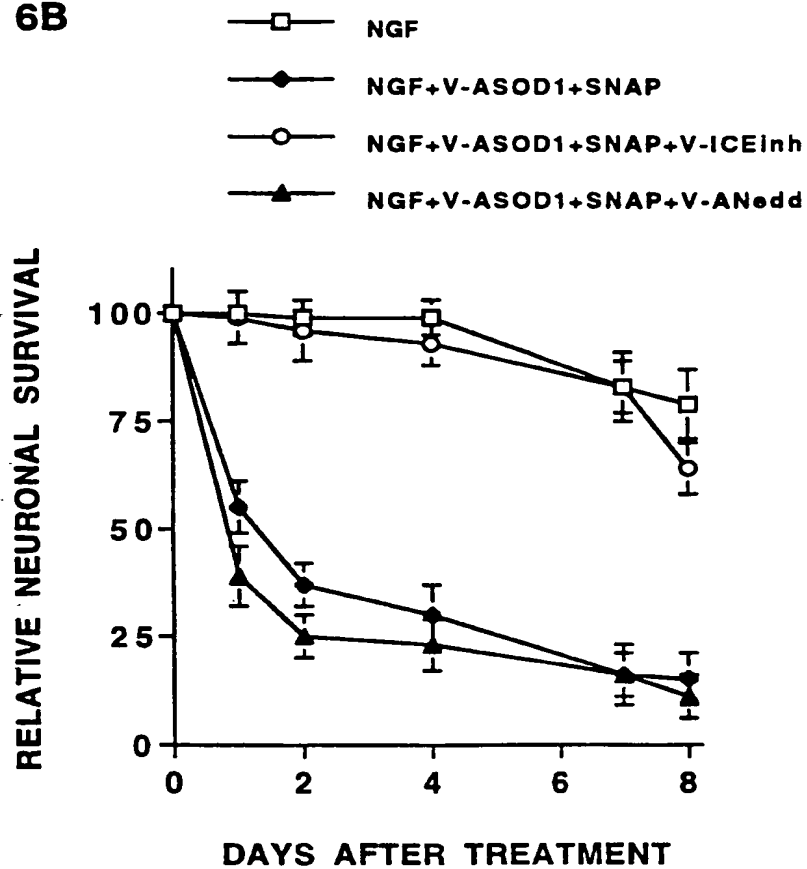 6B
NGF
NGF+V-ASOD1+SNAP
NGF+V-ASOD1+SNAP+V-ICEinh
NGF+V-ASOD1+SNAP+V-ANedd
RELATIVE NEURONAL SURVIVAL
100
75
50
25
0
0 2 4 6 8
DAYS AFTER TREATMENT